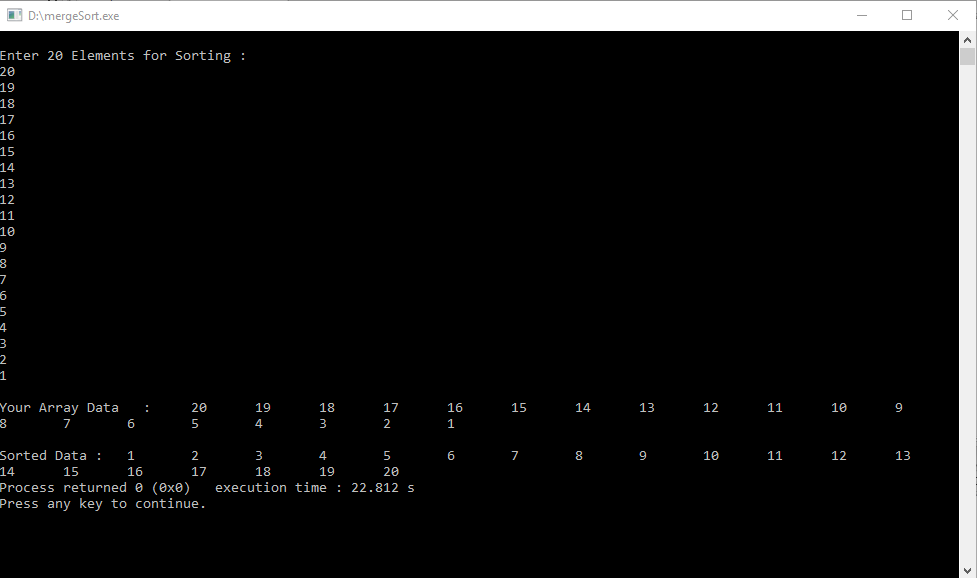 D:\mergeSort.exe
Enter 20 Elements for Sorting :
20
19
18
17
16
15
14
13
12
11
10
9
8
7
6
5
4
3
2
1
Your Array Data   :     20      19      18      17      16      15      14      13      12      11      10      9
8       7       6       5       4       3       2       1
Sorted Data :   1       2       3       4       5       6       7       8       9       10      11      12      13
14      15      16      17      18      19      20
Process returned 0 (0x0)   execution time : 22.812 s
Press any key to continue.